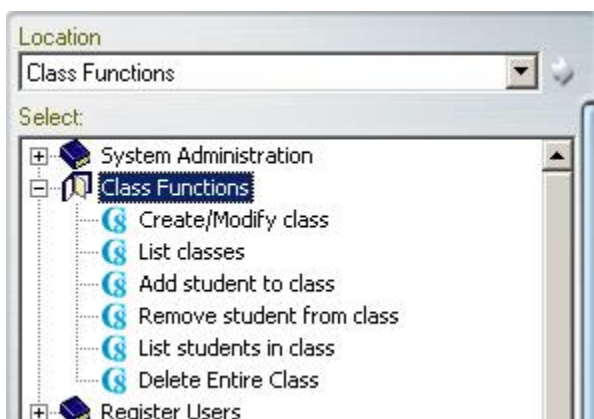 Location
Class Functions
Select:
System Administration
Class Functions
Create/Modify class
List classes
Add student to class
Remove student from class
List students in class
Delete Entire Class
Register Users